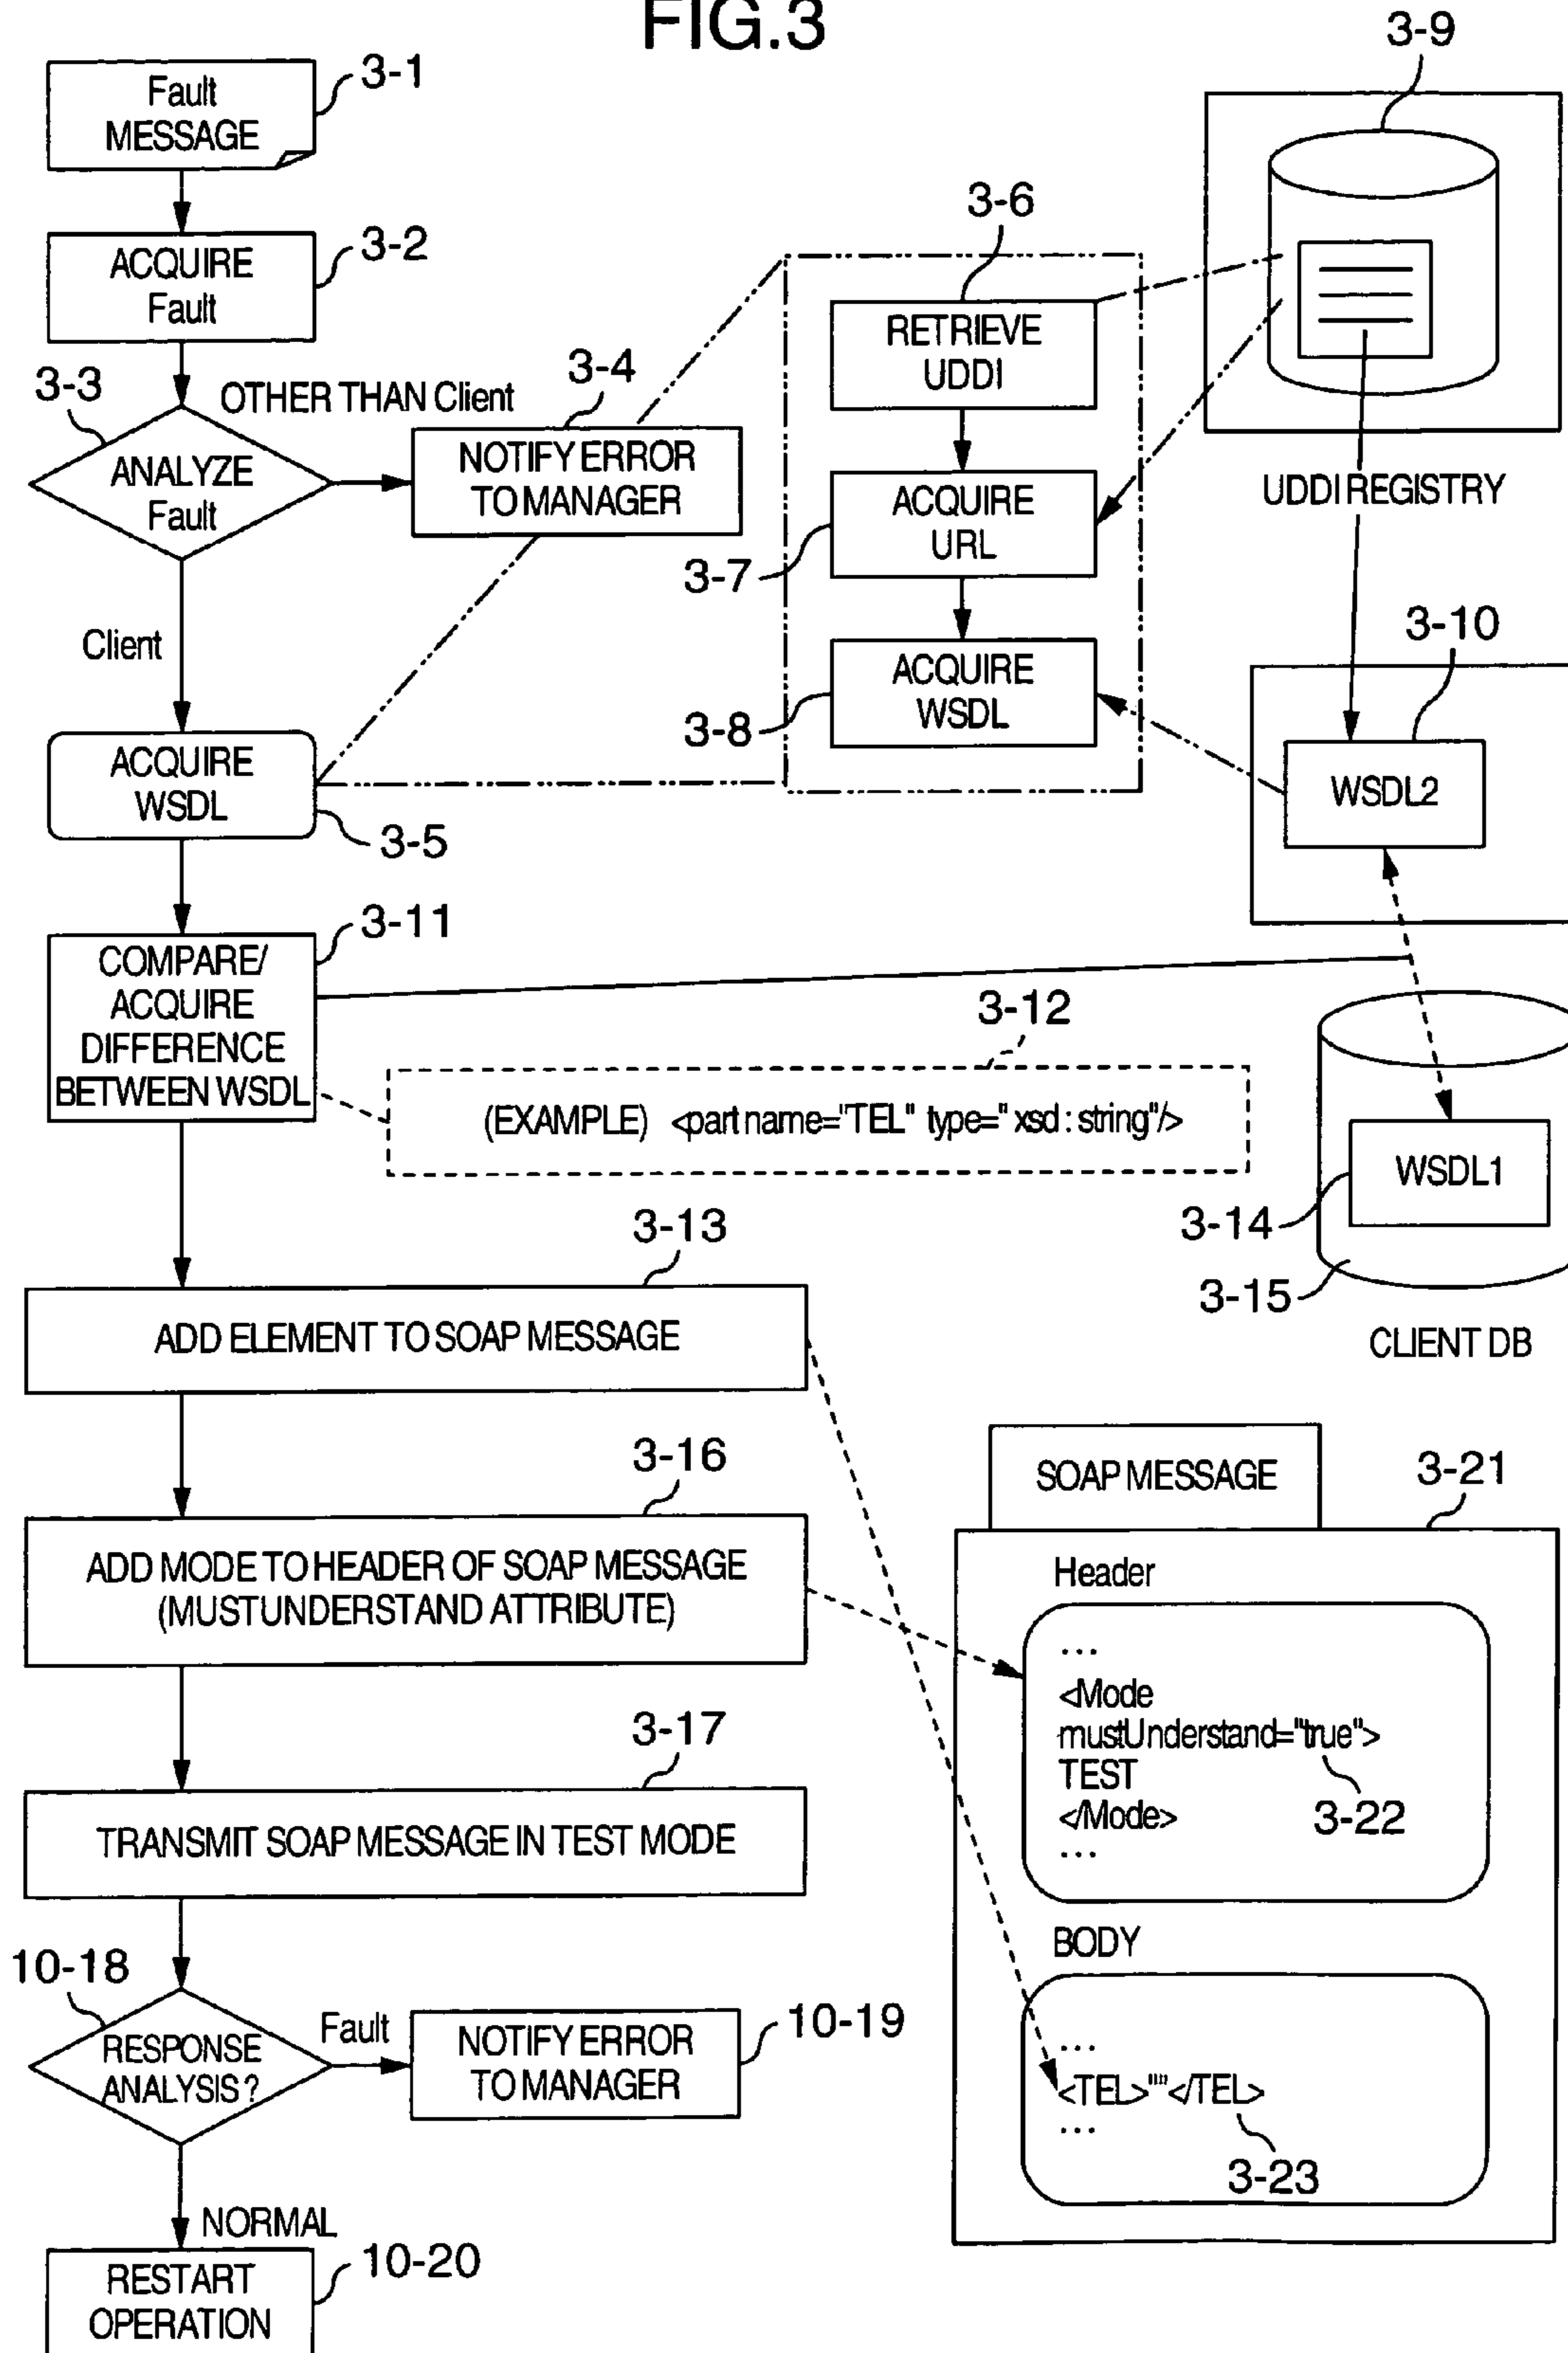 FIG.3
3-1
Fault
MESSAGE
3-2
ACQUIRE
Fault
3-3
OTHER THAN Client
ANALYZE
Fault
3-4
NOTIFY ERROR
TO MANAGER
Client
ACQUIRE
WSDL
3-5
3-6
RETRIEVE
UDDI
ACQUIRE
URL
3-7
ACQUIRE
WSDL
3-8
3-9
UDDI REGISTRY
3-10
WSDL2
3-11
COMPARE/
ACQUIRE
DIFFERENCE
BETWEEN WSDL
3-12
(EXAMPLE) <part name="TEL" type="xsd : string"/>
WSDL1
3-14
3-15
CLIENT DB
3-13
ADD ELEMENT TO SOAP MESSAGE
3-16
ADD MODE TO HEADER OF SOAP MESSAGE
(MUSTUNDERSTAND ATTRIBUTE)
3-17
TRANSMIT SOAP MESSAGE IN TEST MODE
10-18
RESPONSE
ANALYSIS?
Fault
NOTIFY ERROR
TO MANAGER
10-19
NORMAL
RESTART
OPERATION
10-20
SOAP MESSAGE
3-21
Header
...
<Mode
mustUnderstand="true">
TEST
</Mode>
3-22
...
BODY
...
<TEL>""</TEL>
...
3-23